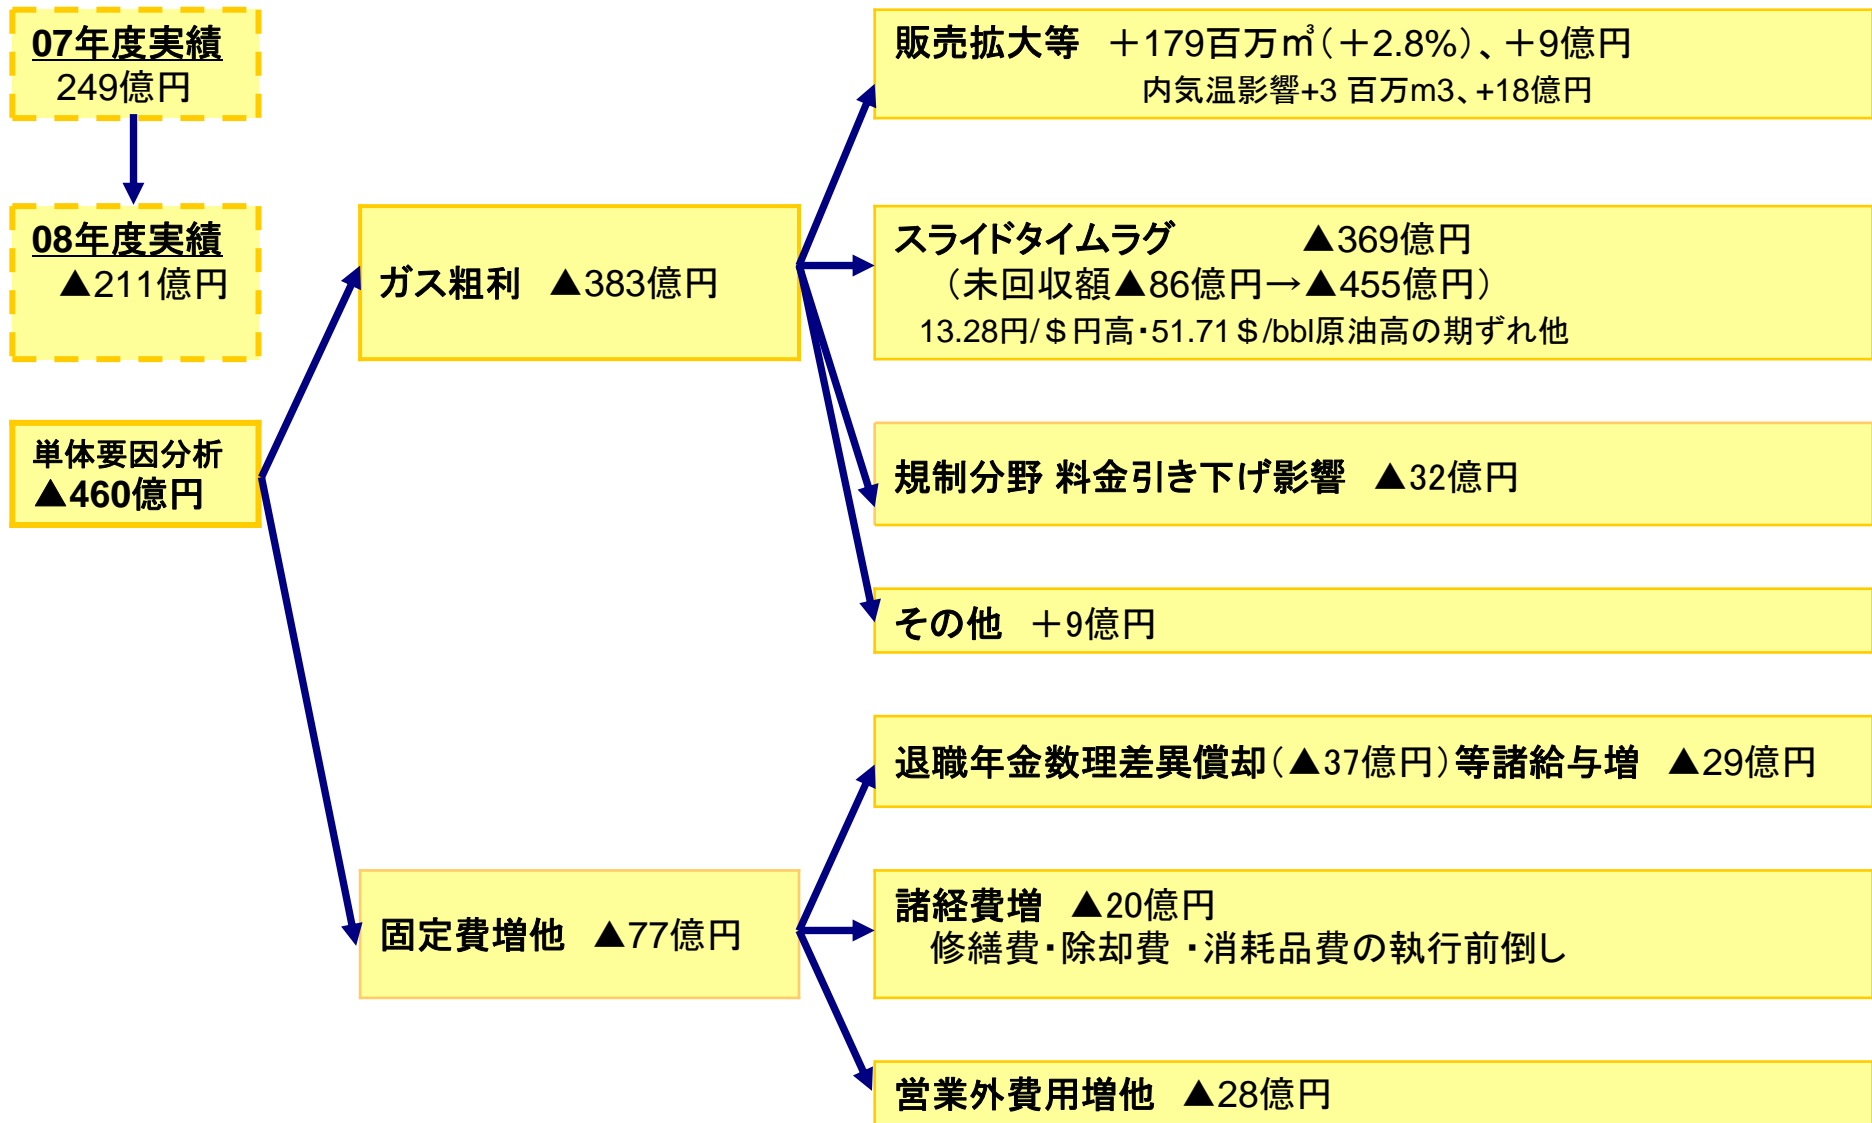 07年度実績
249億円
08年度実績
▲211億円
単体要因分析
▲460億円
ガス粗利　▲383億円
固定費増他　▲77億円
販売拡大等　＋179百万㎥（＋2.8%）、＋9億円
内気温影響+3 百万m3、+18億円
スライドタイムラグ　　　▲369億円
（未回収額▲86億円→▲455億円）
13.28円/＄円高・51.71＄/bbl原油高の期ずれ他
規制分野 料金引き下げ影響　▲32億円
その他　＋9億円
退職年金数理差異償却（▲37億円）等諸給与増　▲29億円
諸経費増　▲20億円
修繕費・除却費 ・消耗品費の執行前倒し
営業外費用増他　▲28億円